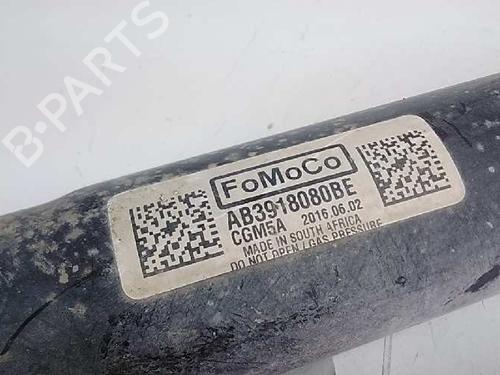 B-PARTS
FoMoCo
AB3918080BE
CGM5A 2016.06.02
MADE IN SOUTH AFRICA
DO NOT OPEN / GAS PRESSURE